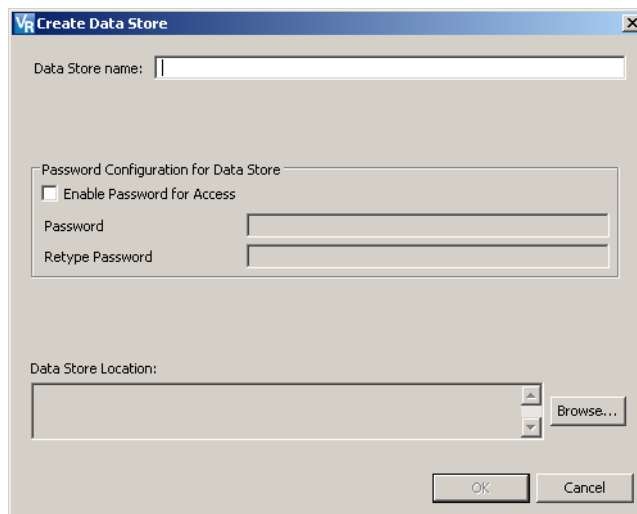 VR Create Data Store
Data Store name:
Password Configuration for Data Store
Enable Password for Access
Password
Retype Password
Data Store Location:
Browse...
OK
Cancel